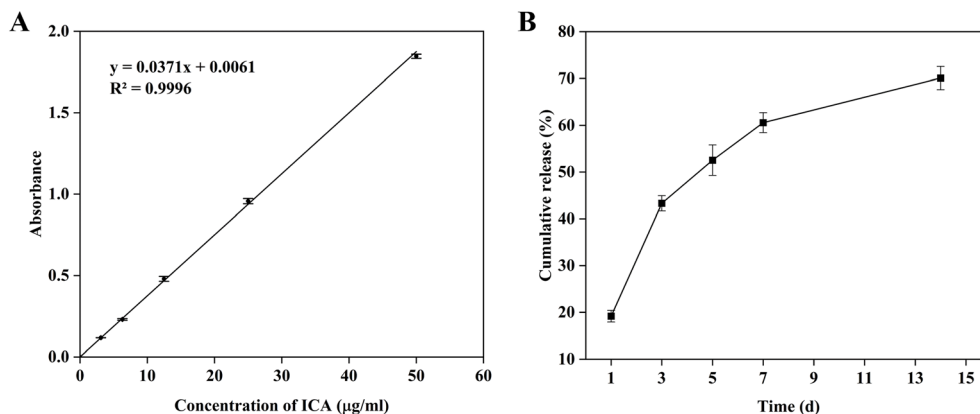 A
y = 0.0371x + 0.0061
R² = 0.9996
Absorbance
2.0
1.5
1.0
0.5
0.0
0 10 20 30 40 50 60
Concentration of ICA (μg/ml)
B
Cumulative release (%)
80
70
60
50
40
30
20
10
1 3 5 7 9 11 13 15
Time (d)